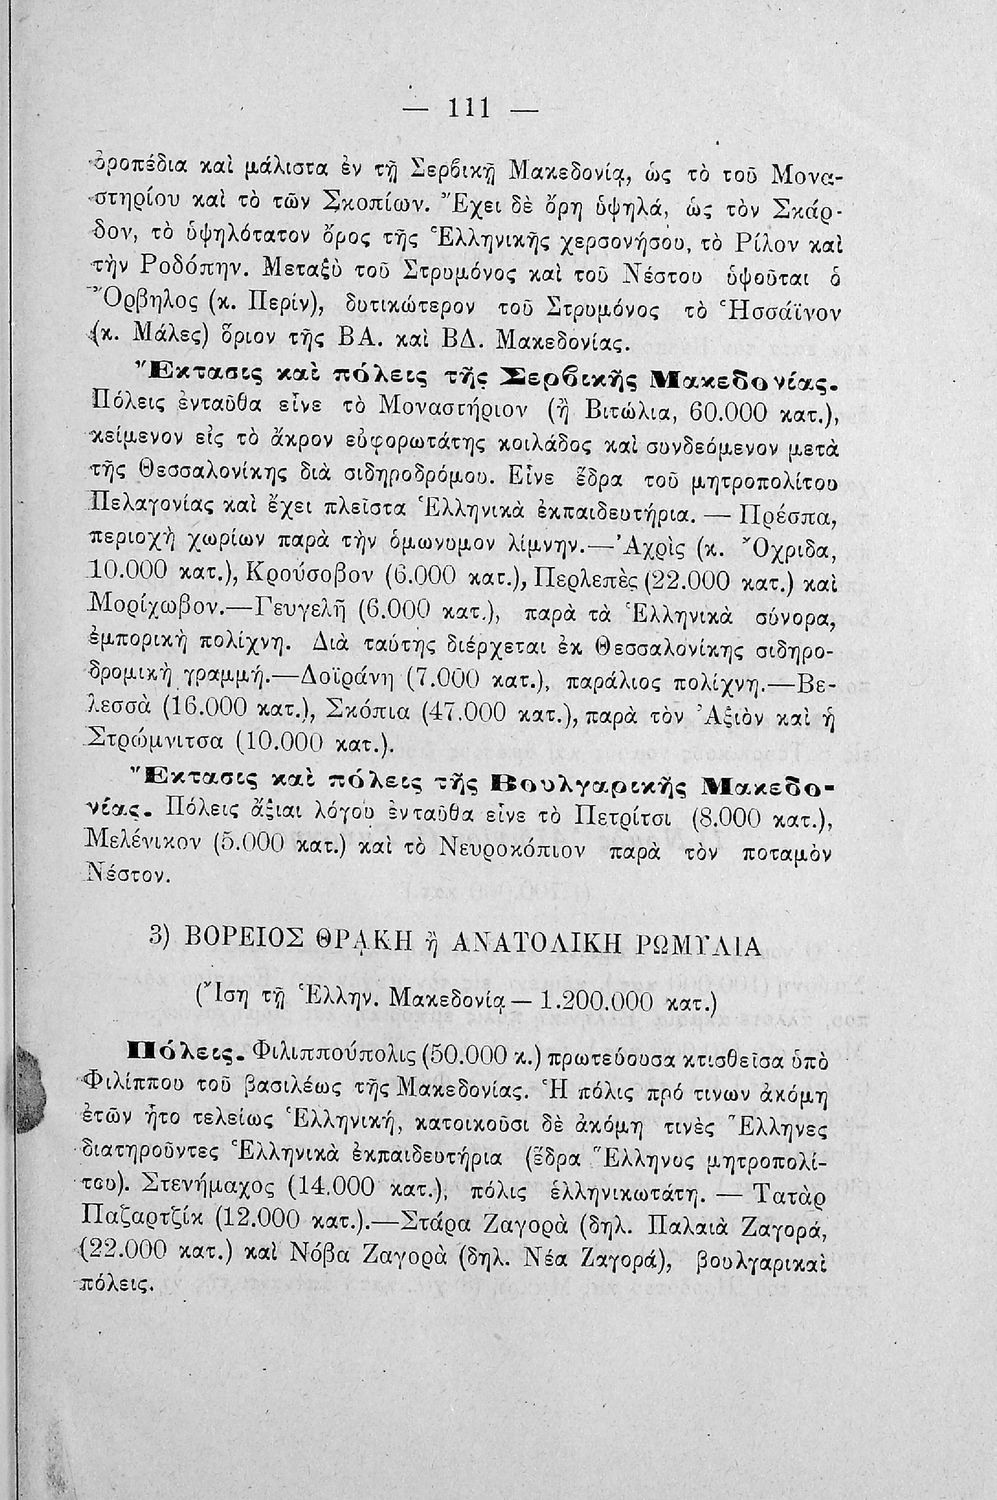 — 111 —
ὀροπέδια καὶ μάλιστα ἐν τῇ Σερβικῇ Μακεδονίᾳ, ὡς τὸ τοῦ Μονα-
στηρίου καὶ τὸ τῶν Σκοπίων. Ἔχει δὲ ὄρη ὑψηλά, ὡς τὸν Σκάρ-
δον, τὸ ὑψηλότατον ὄρος τῆς Ἑλληνικῆς χερσονήσου, τὸ Ρίλον καὶ
τὴν Ροδόπην. Μεταξὺ τοῦ Στρυμόνος καὶ τοῦ Νέστου ὑψοῦται ὁ
Ὄρβηλος (κ. Περίν), δυτικώτερον τοῦ Στρυμόνος τὸ Ἡσσάϊνον
(κ. Μάλες) ὅριον τῆς ΒΑ. καὶ ΒΔ. Μακεδονίας.
Ἔκτασις καὶ πόλεις τῆς Σερβικῆς Μακεδονίας.
Πόλεις ἐνταῦθα εἶνε τὸ Μοναστήριον (ἢ Βιτώλια, 60.000 κατ.),
κείμενον εἰς τὸ ἄκρον εὐφορωτάτης κοιλάδος καὶ συνδεόμενον μετὰ
τῆς Θεσσαλονίκης διὰ σιδηροδρόμου. Εἶνε ἕδρα τοῦ μητροπολίτου
Πελαγονίας καὶ ἔχει πλεῖστα Ἑλληνικὰ ἐκπαιδευτήρια. — Πρέσπα,
περιοχὴ χωρίων παρὰ τὴν ὁμωνυμον λίμνην.—Ἀχρὶς (κ. Ὄχριδα,
10.000 κατ.), Κρούσοβον (6.000 κατ.), Περλεπὲς (22.000 κατ.) καὶ
Μορίχωβον.—Γευγελῆ (6.000 κατ.), παρὰ τὰ Ἑλληνικὰ σύνορα,
ἐμπορικὴ πολίχνη. Διὰ ταύτης διέρχεται ἐκ Θεσσαλονίκης σιδηρο-
δρομικὴ γραμμή.—Δοϊράνη (7.000 κατ.), παράλιος πολίχνη.—Βε-
λεσσὰ (16.000 κατ.), Σκόπια (47.000 κατ.), παρὰ τὸν Ἀξιὸν καὶ ἡ
Στρώμνιτσα (10.000 κατ.).
Ἔκτασις καὶ πόλεις τῆς Βουλγαρικῆς Μακεδο-
νίας. Πόλεις ἄξιαι λόγου ἐνταῦθα εἶνε τὸ Πετρίτσι (8.000 κατ.),
Μελένικον (5.000 κατ.) καὶ τὸ Νευροκόπιον παρὰ τὸν ποταμὸν
Νέστον.
3) ΒΟΡΕΙΟΣ ΘΡΑΚΗ ἢ ΑΝΑΤΟΛΙΚΗ ΡΩΜΥΛΙΑ
(Ἴση τῇ Ἑλλην. Μακεδονίᾳ — 1.200.000 κατ.)
Πόλεις. Φιλιππούπολις (50.000 κ.) πρωτεύουσα κτισθεῖσα ὑπὸ
Φιλίππου τοῦ βασιλέως τῆς Μακεδονίας. Ἡ πόλις πρό τινων ἀκόμη
ἐτῶν ἦτο τελείως Ἑλληνική, κατοικοῦσι δὲ ἀκόμη τινὲς Ἕλληνες
διατηροῦντες Ἑλληνικὰ ἐκπαιδευτήρια (ἕδρα Ἕλληνος μητροπολί-
του). Στενήμαχος (14.000 κατ.), πόλις ἑλληνικωτάτη. — Τατὰρ
Παζαρτζίκ (12.000 κατ.).—Στάρα Ζαγορὰ (δηλ. Παλαιὰ Ζαγορά,
(22.000 κατ.) καὶ Νόβα Ζαγορὰ (δηλ. Νέα Ζαγορά), βουλγαρικαὶ
πόλεις.